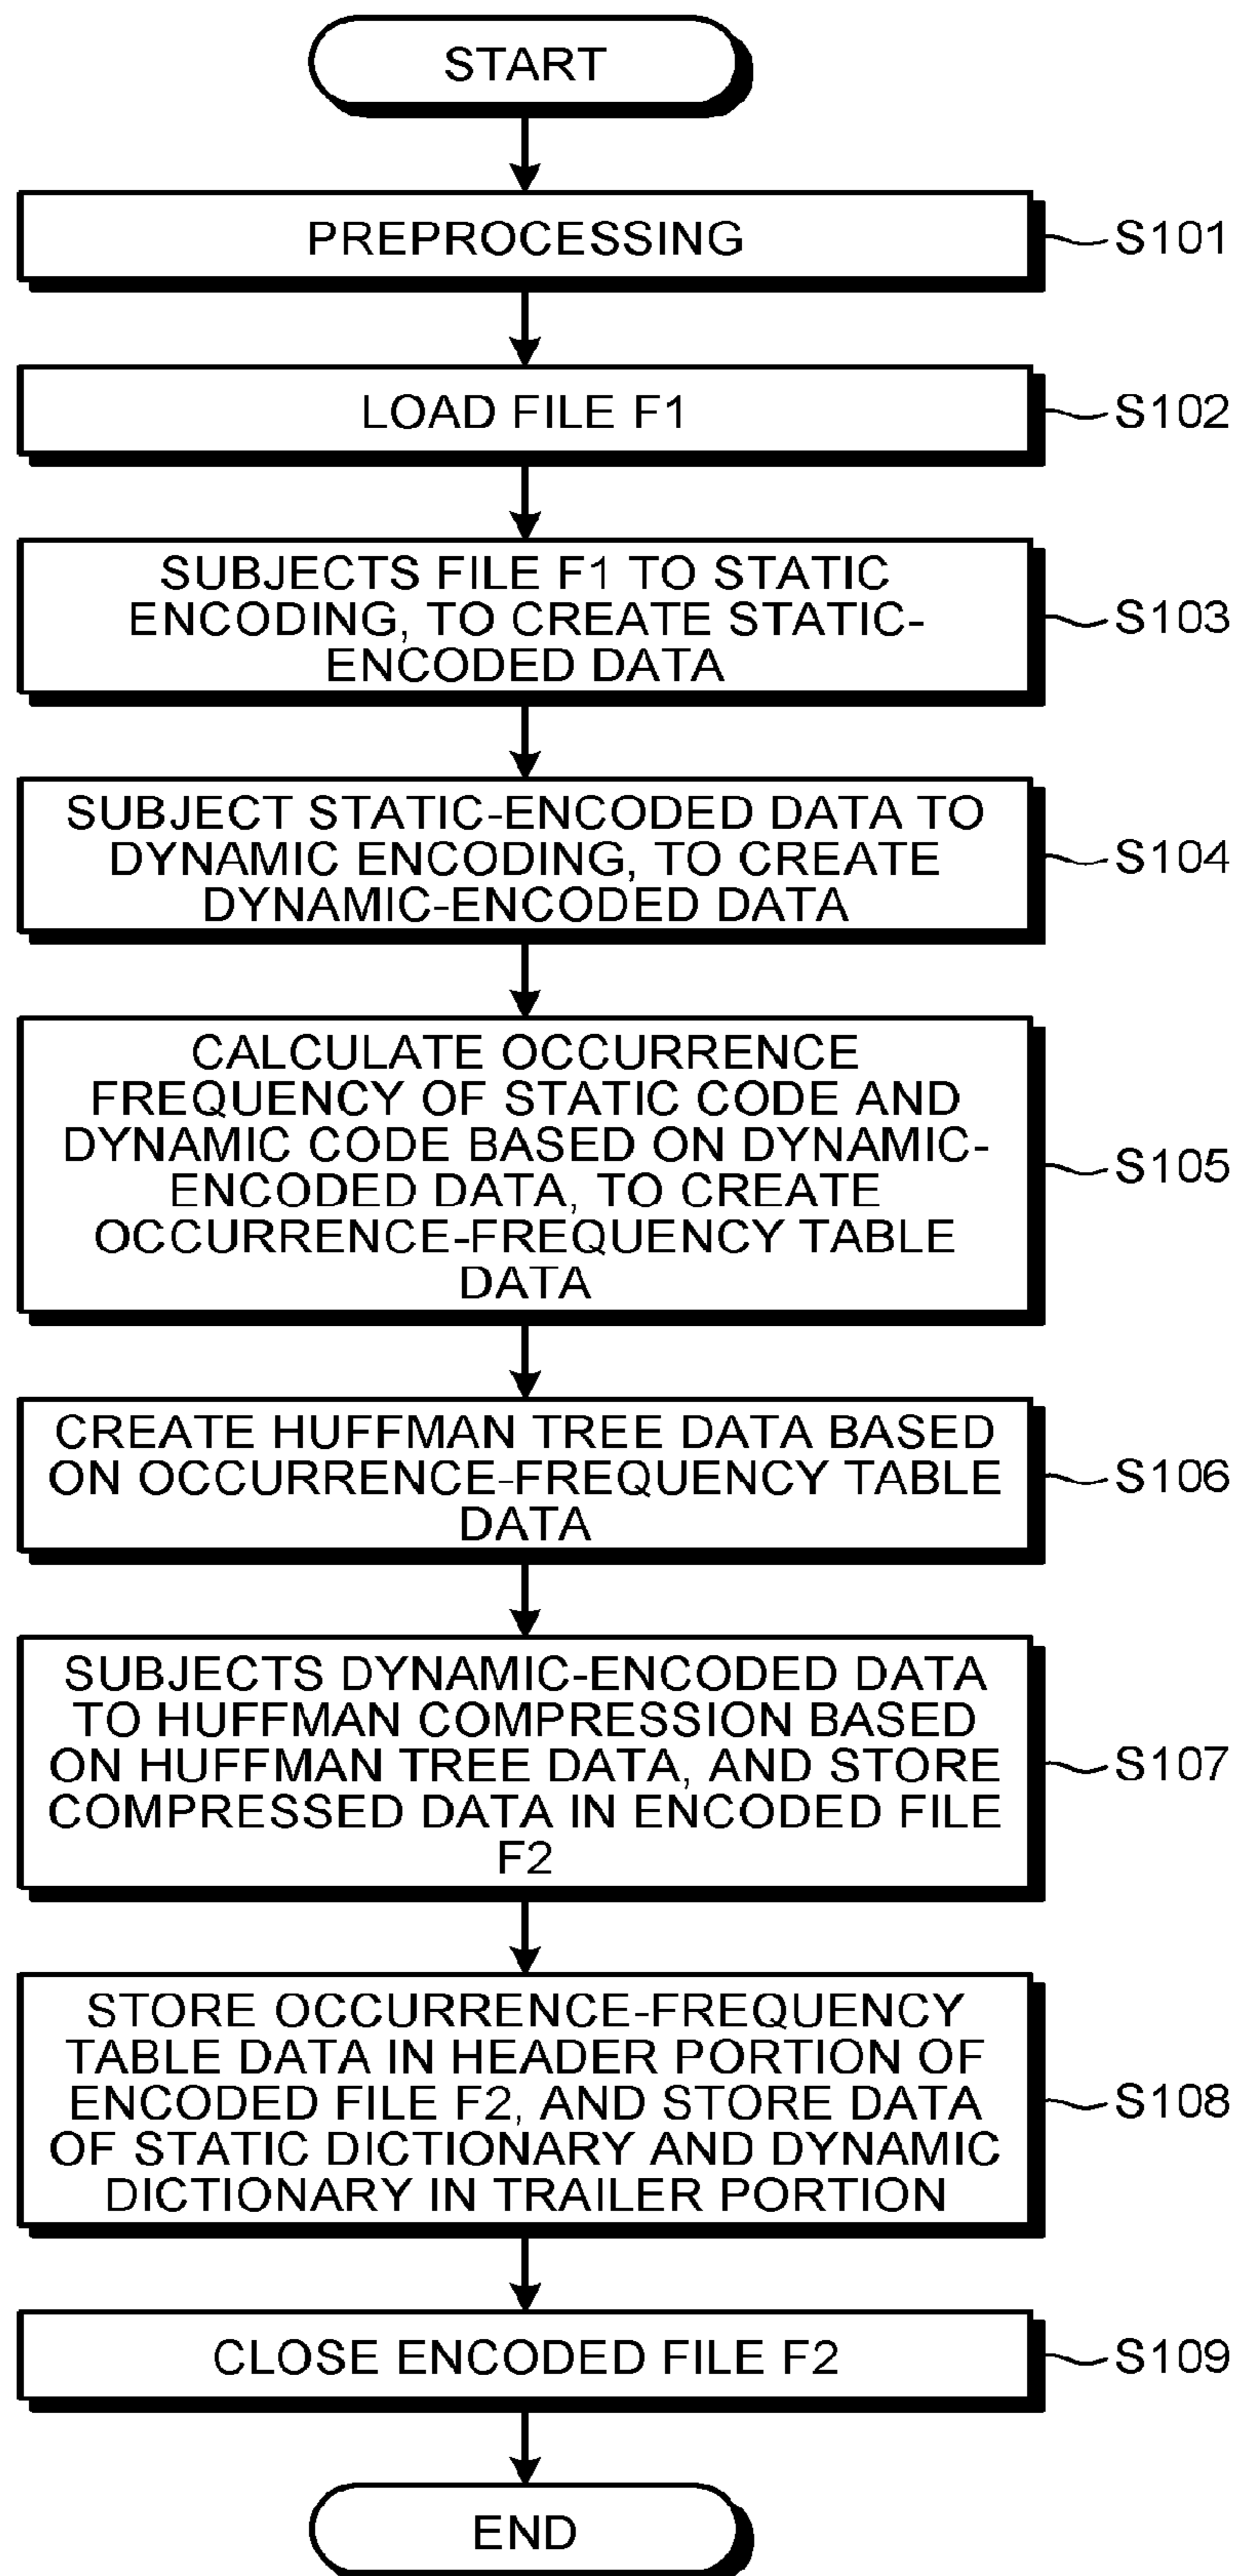 START
PREPROCESSING
S101
LOAD FILE F1
S102
SUBJECTS FILE F1 TO STATIC
ENCODING, TO CREATE STATIC-
ENCODED DATA
S103
SUBJECT STATIC-ENCODED DATA TO
DYNAMIC ENCODING, TO CREATE
DYNAMIC-ENCODED DATA
S104
CALCULATE OCCURRENCE
FREQUENCY OF STATIC CODE AND
DYNAMIC CODE BASED ON DYNAMIC-
ENCODED DATA, TO CREATE
OCCURRENCE-FREQUENCY TABLE
DATA
S105
CREATE HUFFMAN TREE DATA BASED
ON OCCURRENCE-FREQUENCY TABLE
DATA
S106
SUBJECTS DYNAMIC-ENCODED DATA
TO HUFFMAN COMPRESSION BASED
ON HUFFMAN TREE DATA, AND STORE
COMPRESSED DATA IN ENCODED FILE
F2
S107
STORE OCCURRENCE-FREQUENCY
TABLE DATA IN HEADER PORTION OF
ENCODED FILE F2, AND STORE DATA
OF STATIC DICTIONARY AND DYNAMIC
DICTIONARY IN TRAILER PORTION
S108
CLOSE ENCODED FILE F2
S109
END